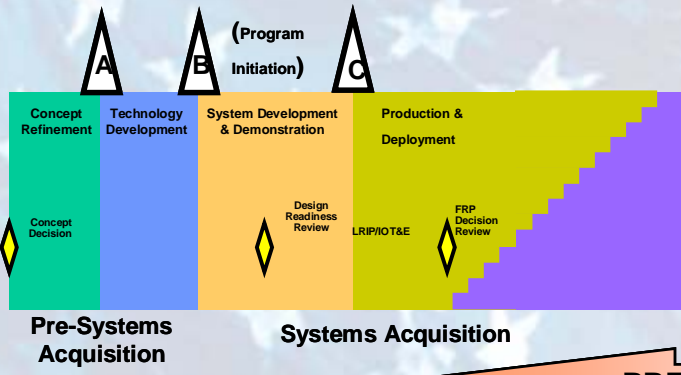 (Program
Initiation)
A
B
C
Concept
Refinement
Technology
Development
System Development
& Demonstration
Production &
Deployment
Concept
Decision
Design
Readiness
Review
LRIP/IOT&E
FRP
Decision
Review
Pre-Systems
Acquisition
Systems Acquisition